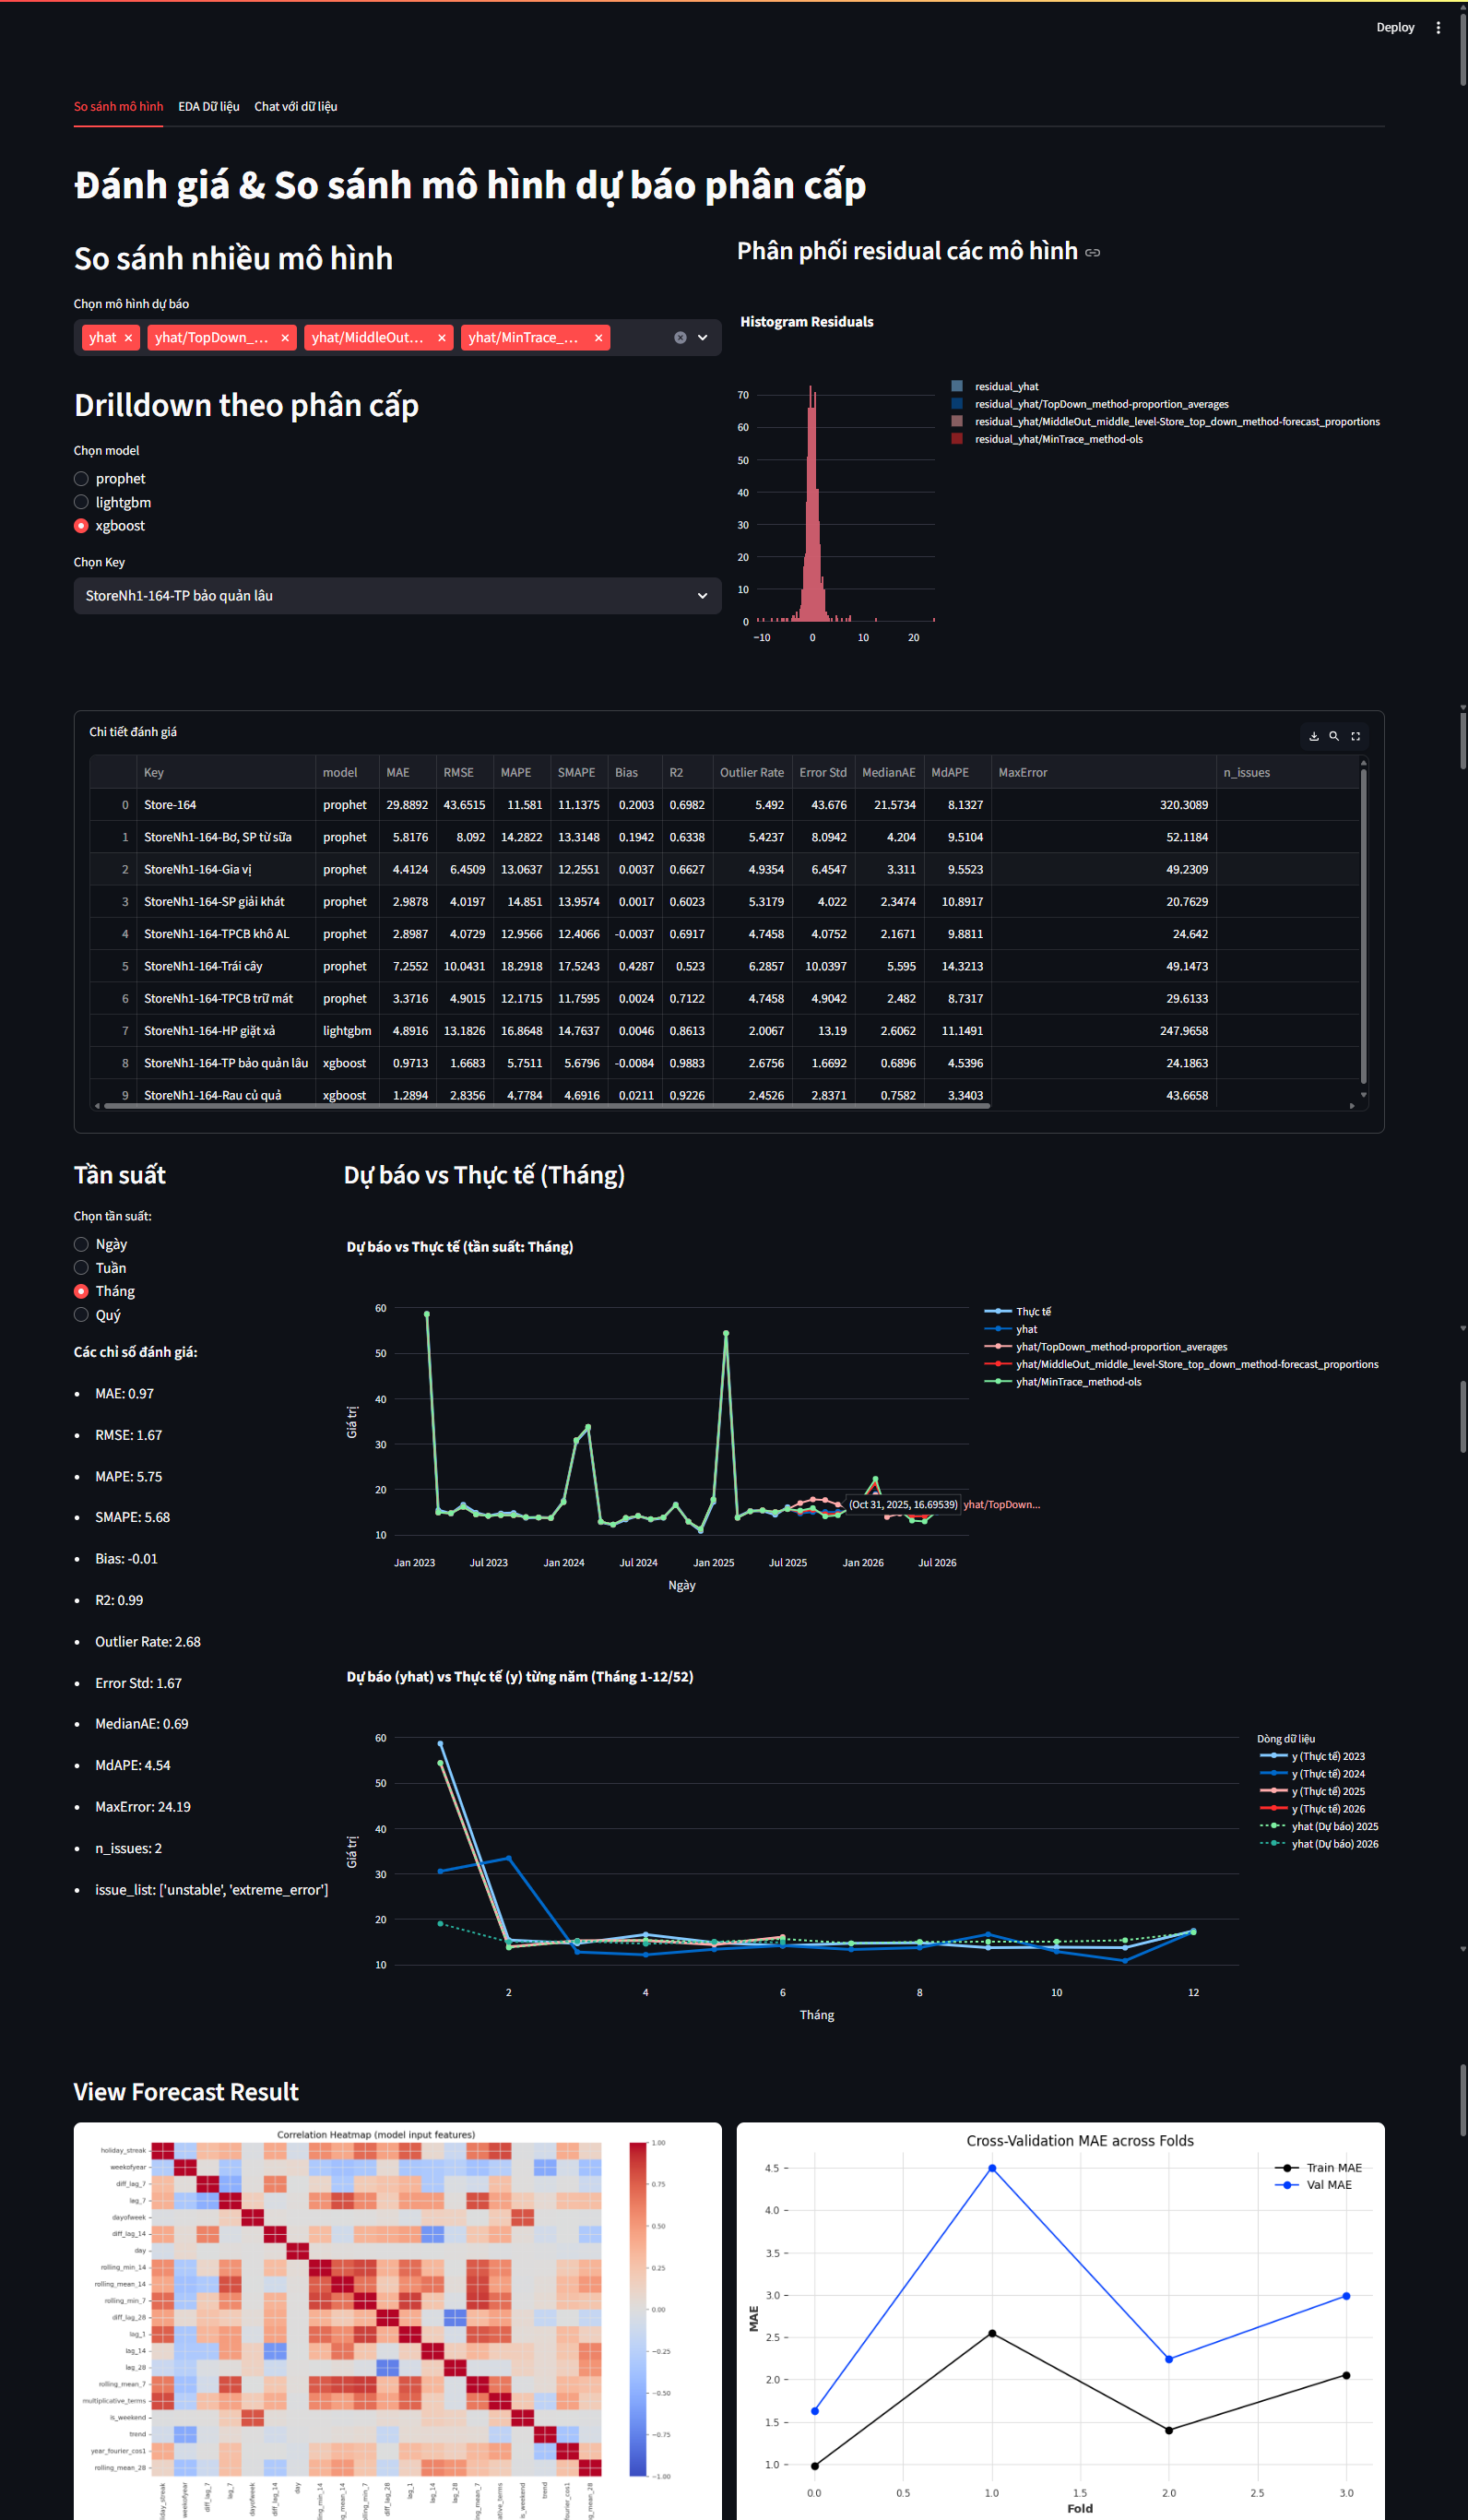 Deploy
So sánh mô hình EDA Dữ liệu Chat với dữ liệu
Đánh giá & So sánh mô hình dự báo phân cấp
So sánh nhiều mô hình
Chọn mô hình dự báo
yhat × yhat/TopDown_... × yhat/MiddleOut... × yhat/MinTrace_... ×
Drilldown theo phân cấp
Chọn model
prophet
lightgbm
xgboost
Chọn Key
StoreNh1-164-TP bảo quản lâu
Phân phối residual các mô hình
Histogram Residuals
70
60
50
40
30
20
10
0
−10 0 10 20
residual_yhat
residual_yhat/TopDown_method-proportion_averages
residual_yhat/MiddleOut_middle_level-Store_top_down_method-forecast_proportions
residual_yhat/MinTrace_method-ols
Chi tiết đánh giá
Key model MAE RMSE MAPE SMAPE Bias R2 Outlier Rate Error Std MedianAE MdAPE MaxError n_issues
0 Store-164 prophet 29.8892 43.6515 11.581 11.1375 0.2003 0.6982 5.492 43.676 21.5734 8.1327 320.3089
1 StoreNh1-164-Bơ, SP từ sữa prophet 5.8176 8.092 14.2822 13.3148 0.1942 0.6338 5.4237 8.0942 4.204 9.5104 52.1184
2 StoreNh1-164-Gia vị prophet 4.4124 6.4509 13.0637 12.2551 0.0037 0.6627 4.9354 6.4547 3.311 9.5523 49.2309
3 StoreNh1-164-SP giải khát prophet 2.9878 4.0197 14.851 13.9574 0.0017 0.6023 5.3179 4.022 2.3474 10.8917 20.7629
4 StoreNh1-164-TPCB khô AL prophet 2.8987 4.0729 12.9566 12.4066 -0.0037 0.6917 4.7458 4.0752 2.1671 9.8811 24.642
5 StoreNh1-164-Trái cây prophet 7.2552 10.0431 18.2918 17.5243 0.4287 0.523 6.2857 10.0397 5.595 14.3213 49.1473
6 StoreNh1-164-TPCB trữ mát prophet 3.3716 4.9015 12.1715 11.7595 0.0024 0.7122 4.7458 4.9042 2.482 8.7317 29.6133
7 StoreNh1-164-HP giặt xả lightgbm 4.8916 13.1826 16.8648 14.7637 0.0046 0.8613 2.0067 13.19 2.6062 11.1491 247.9658
8 StoreNh1-164-TP bảo quản lâu xgboost 0.9713 1.6683 5.7511 5.6796 -0.0084 0.9883 2.6756 1.6692 0.6896 4.5396 24.1863
9 StoreNh1-164-Rau củ quả xgboost 1.2894 2.8356 4.7784 4.6916 0.0211 0.9226 2.4526 2.8371 0.7582 3.3403 43.6658
Tần suất
Chọn tần suất:
Ngày
Tuần
Tháng
Quý
Các chỉ số đánh giá:
• MAE: 0.97
• RMSE: 1.67
• MAPE: 5.75
• SMAPE: 5.68
• Bias: -0.01
• R2: 0.99
• Outlier Rate: 2.68
• Error Std: 1.67
• MedianAE: 0.69
• MdAPE: 4.54
• MaxError: 24.19
• n_issues: 2
• issue_list: ['unstable', 'extreme_error']
Dự báo vs Thực tế (Tháng)
Dự báo vs Thực tế (tần suất: Tháng)
60
50
40
30
20
10
Giá trị
Jan 2023 Jul 2023 Jan 2024 Jul 2024 Jan 2025 Jul 2025 Jan 2026 Jul 2026
Ngày
(Oct 31, 2025, 16.69539) yhat/TopDown...
Thực tế
yhat
yhat/TopDown_method-proportion_averages
yhat/MiddleOut_middle_level-Store_top_down_method-forecast_proportions
yhat/MinTrace_method-ols
Dự báo (yhat) vs Thực tế (y) từng năm (Tháng 1-12/52)
60
50
40
30
20
10
Giá trị
2 4 6 8 10 12
Tháng
Dòng dữ liệu
y (Thực tế) 2023
y (Thực tế) 2024
y (Thực tế) 2025
y (Thực tế) 2026
yhat (Dự báo) 2025
yhat (Dự báo) 2026
View Forecast Result
Correlation Heatmap (model input features)
holiday_streak
weekofyear
diff_lag_7
lag_7
dayofweek
diff_lag_14
day
rolling_min_14
rolling_mean_14
rolling_min_7
diff_lag_28
lag_1
lag_14
lag_28
rolling_mean_7
multiplicative_terms
is_weekend
trend
year_fourier_cos1
rolling_mean_28
1.00
0.75
0.50
0.25
0.00
−0.25
−0.50
−0.75
−1.00
iday_streak weekofyear diff_lag_7 lag_7 dayofweek diff_lag_14 day ling_min_14 ng_mean_14 lling_min_7 diff_lag_28 lag_1 lag_14 lag_28 ng_mean_7 ative_terms is_weekend trend ourier_cos1 ng_mean_28
Cross-Validation MAE across Folds
Train MAE
Val MAE
4.5
4.0
3.5
3.0
2.5
2.0
1.5
1.0
MAE
0.0 0.5 1.0 1.5 2.0 2.5 3.0
Fold